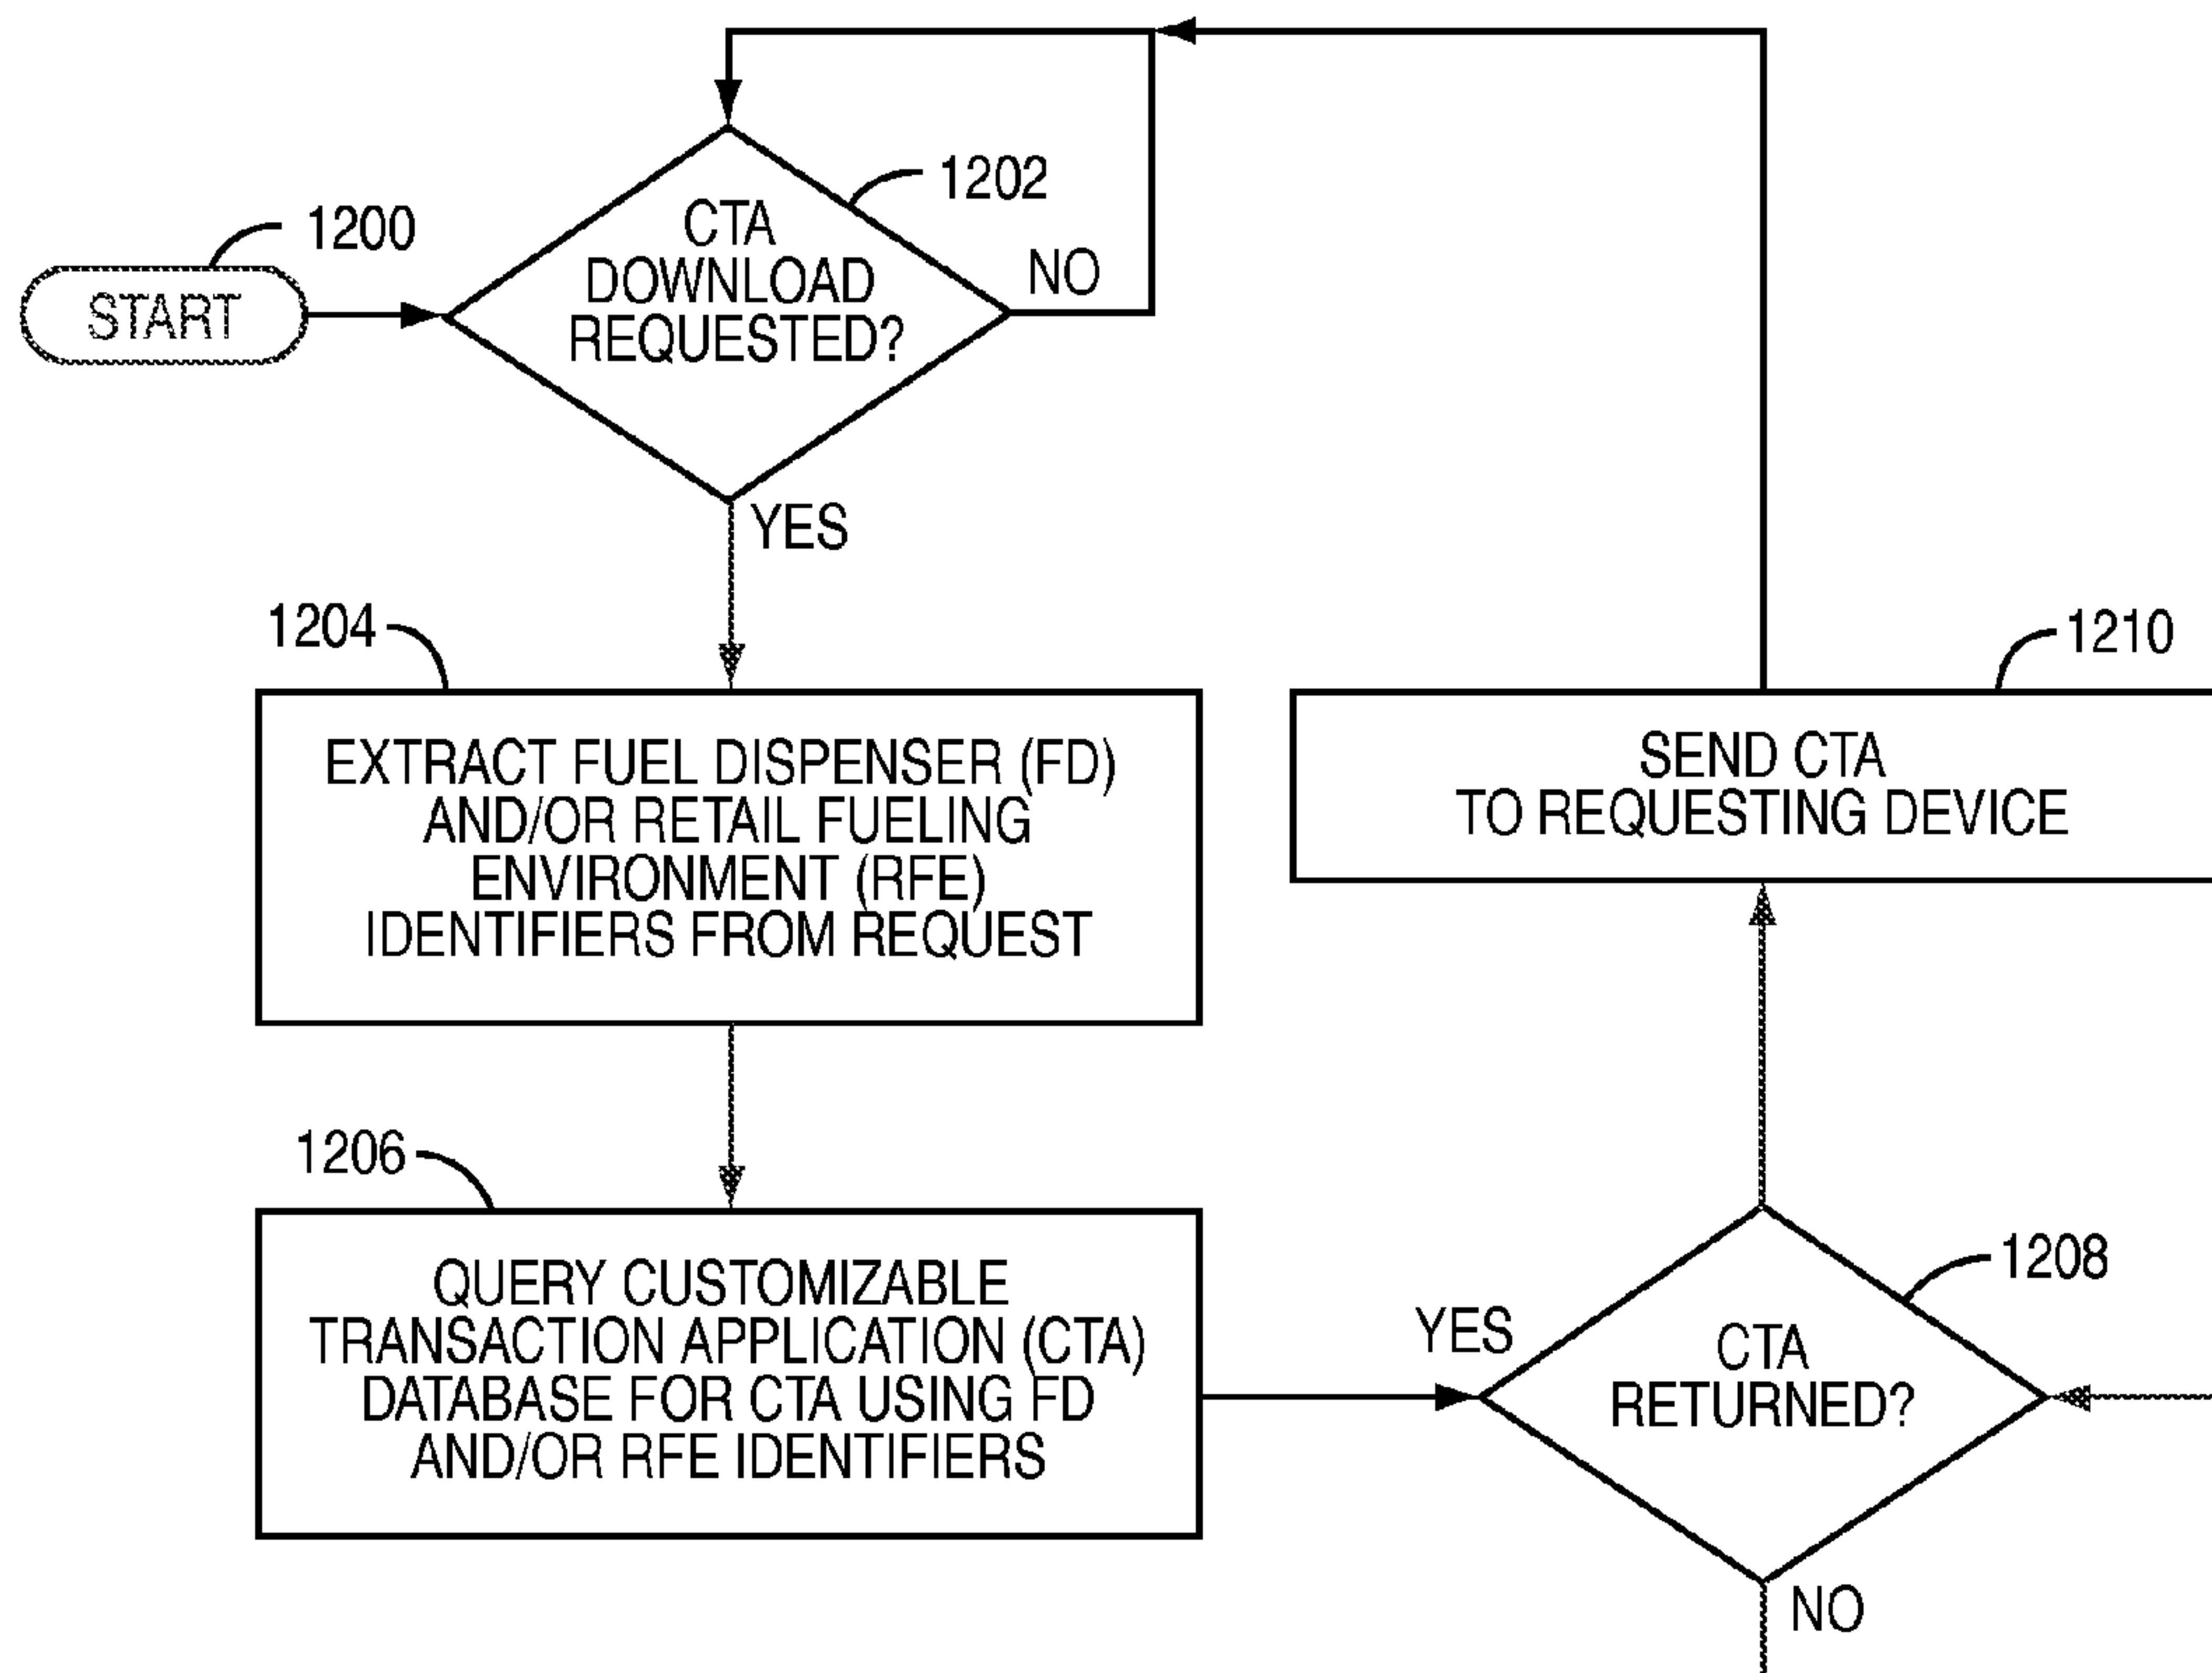 1200
START
1202
CTA
DOWNLOAD
REQUESTED?
NO
YES
1204
EXTRACT FUEL DISPENSER (FD)
AND/OR RETAIL FUELING
ENVIRONMENT (RFE)
IDENTIFIERS FROM REQUEST
1206
QUERY CUSTOMIZABLE
TRANSACTION APPLICATION (CTA)
DATABASE FOR CTA USING FD
AND/OR RFE IDENTIFIERS
1210
SEND CTA
TO REQUESTING DEVICE
1208
YES
CTA
RETURNED?
NO